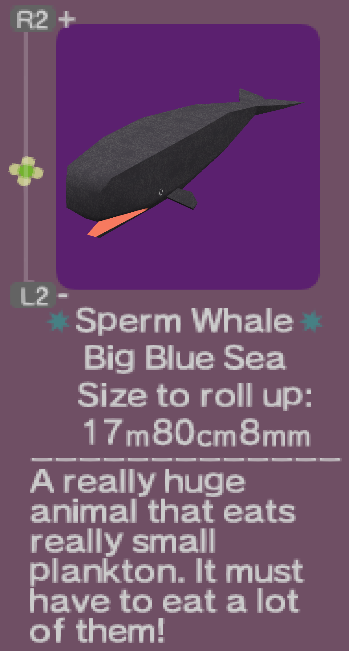 R2 +
L2 -
Sperm Whale
Big Blue Sea
Size to roll up:
17m80cm8mm
A really huge
animal that eats
really small
plankton. It must
have to eat a lot
of them!